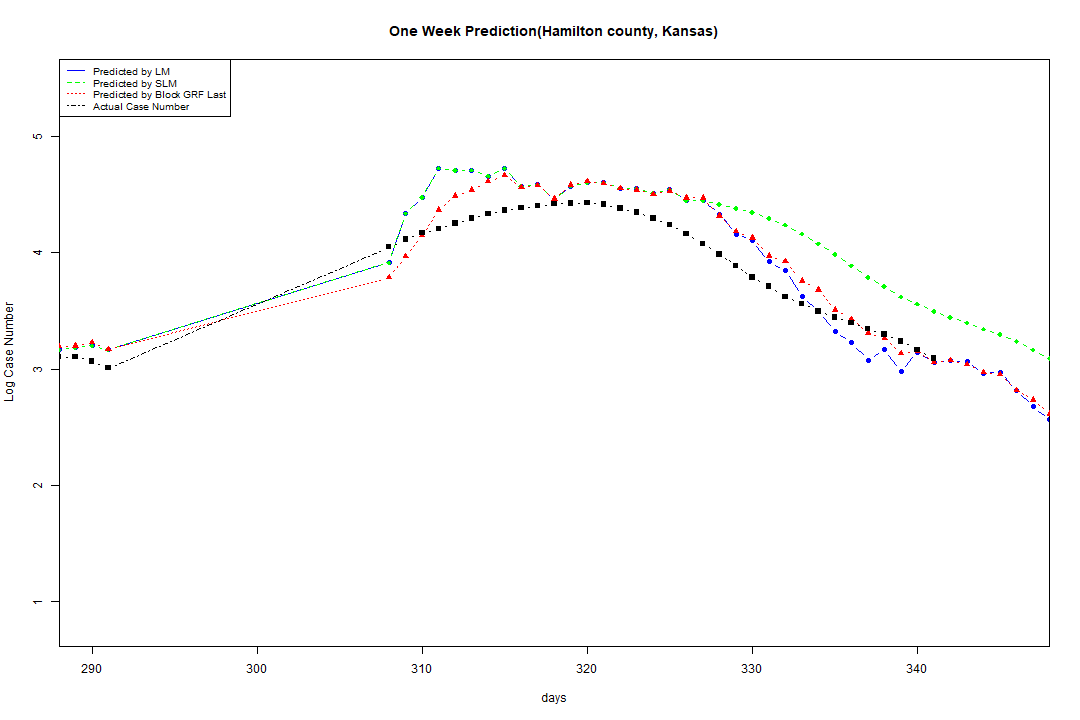 One Week Prediction(Hamilton county, Kansas)
Predicted by LM
Predicted by SLM
Predicted by Block GRF Last
Actual Case Number
5
4
3
2
1
Log Case Number
290 300 310 320 330 340
days